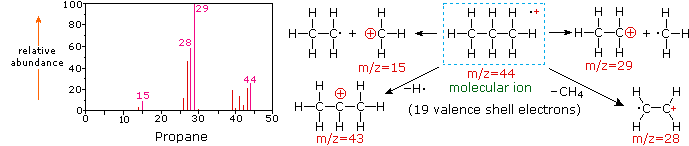 relative
abundance
100
80
60
40
20
0
0
10
20
30
40
50
15
28
29
44
Propane
H H
H–C–C·
H H
+
H
⊕C–H
H
m/z=15
H H H
H–C–C–C–H
H H H
·+
m/z=44
molecular ion
(19 valence shell electrons)
H H
H–C–C⊕
H H
+
H
·C–H
H
m/z=29
–H·
H ⊕ H
H–C–C–C–H
H H H
m/z=43
–CH₄
H H
·C–C+
H H
m/z=28